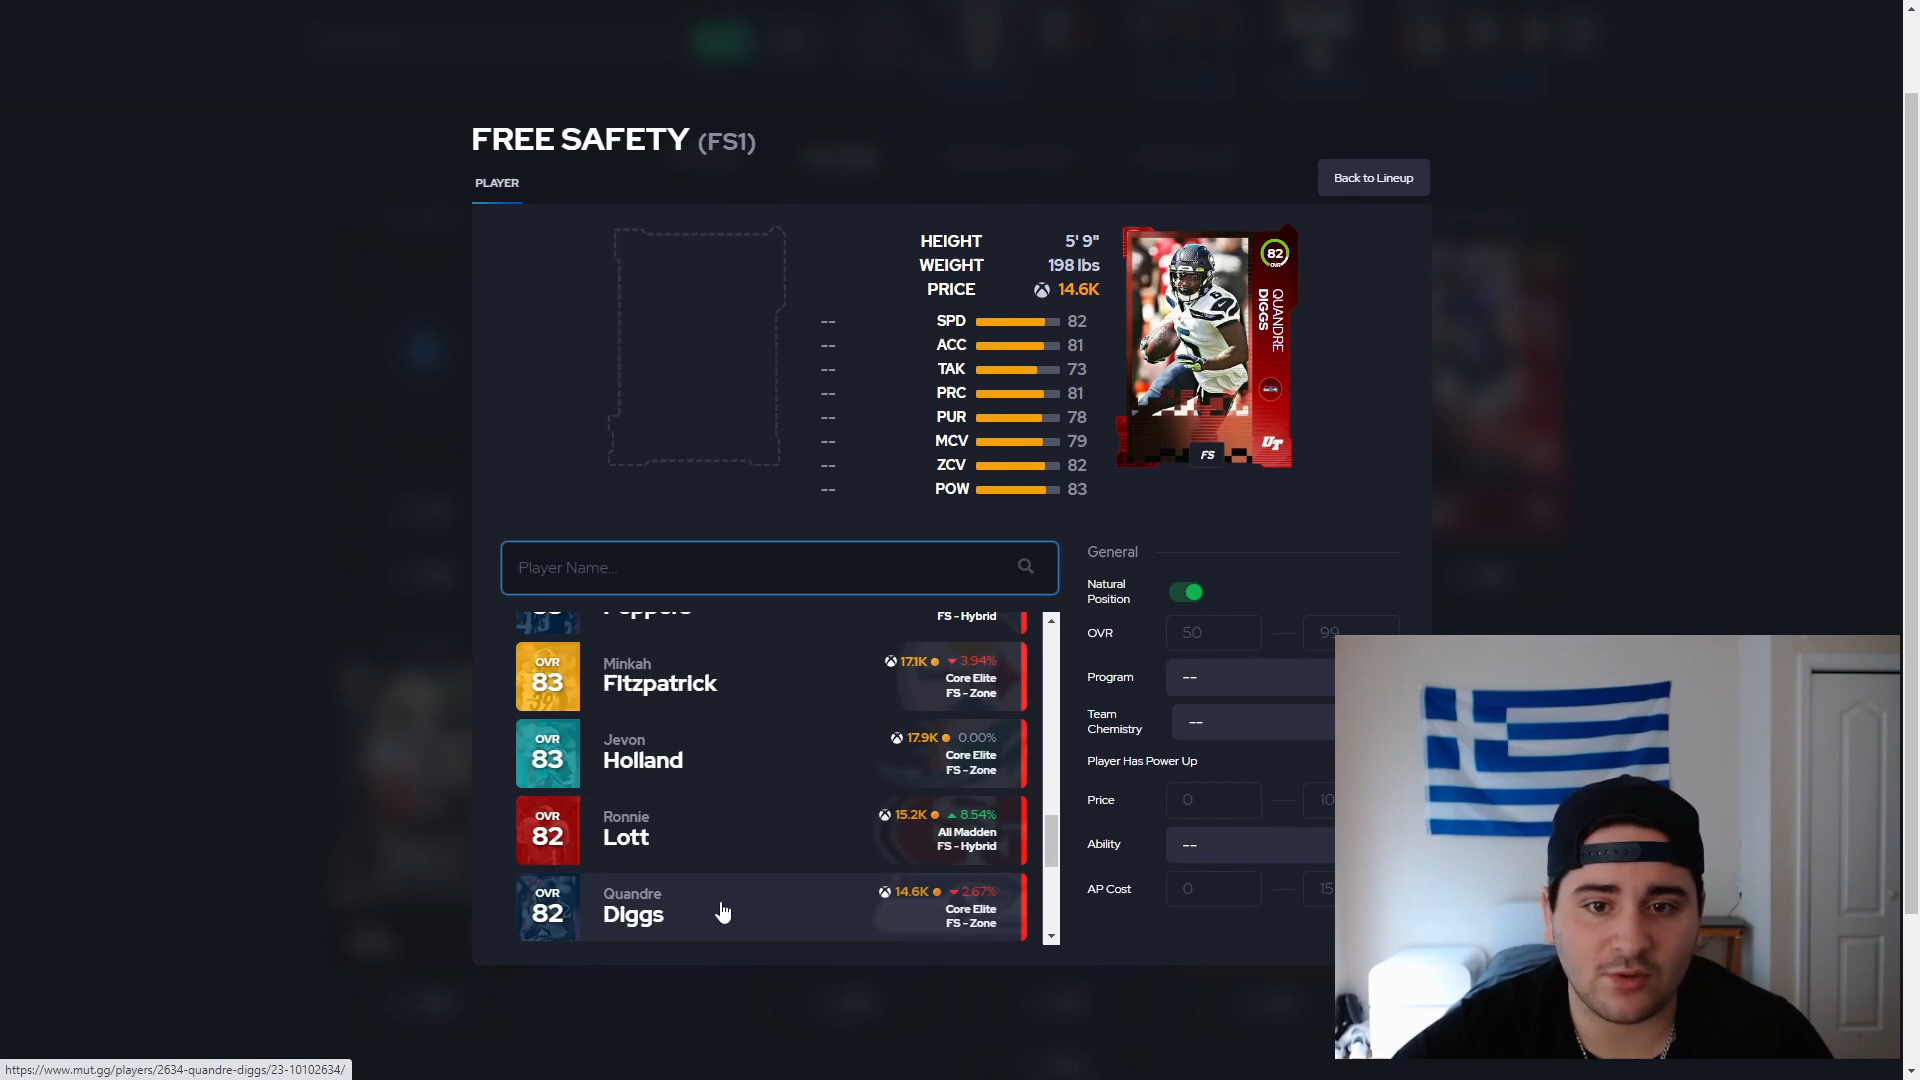 FREE SAFETY (FS1)
PLAYER
Back to Lineup
HEIGHT 5' 9"
WEIGHT 198 lbs
PRICE 14.6K
-- SPD 82
-- ACC 81
-- TAK 73
-- PRC 81
-- PUR 78
-- MCV 79
-- ZCV 82
-- POW 83
82
OVR
QUANDRE
DIGGS
UT
FS
Player Name...
General
Natural
Position
OVR 50 — 99
Program --
Team
Chemistry --
Player Has Power Up
Price 0 — 10
Ability --
AP Cost 0 — 15
Peppers
FS - Hybrid
OVR
83
Minkah
Fitzpatrick
17.1K 3.94%
Core Elite
FS - Zone
OVR
83
Jevon
Holland
17.9K 0.00%
Core Elite
FS - Zone
OVR
82
Ronnie
Lott
15.2K 8.54%
All Madden
FS - Hybrid
OVR
82
Quandre
Diggs
14.6K 2.67%
Core Elite
FS - Zone
https://www.mut.gg/players/2634-quandre-diggs/23-10102634/